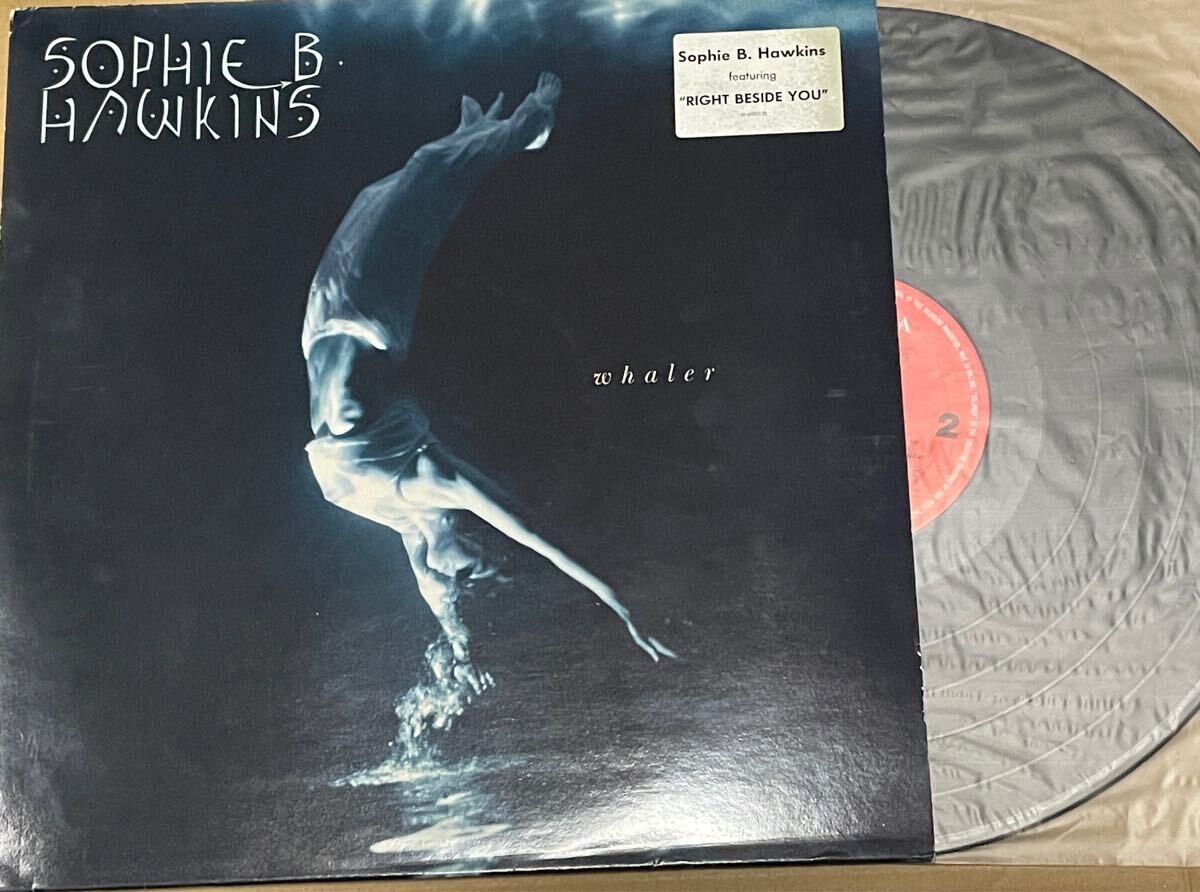 SOPHIE B.
HAWKINS
Sophie B. Hawkins
featuring
"RIGHT BESIDE YOU"
whaler
A
2